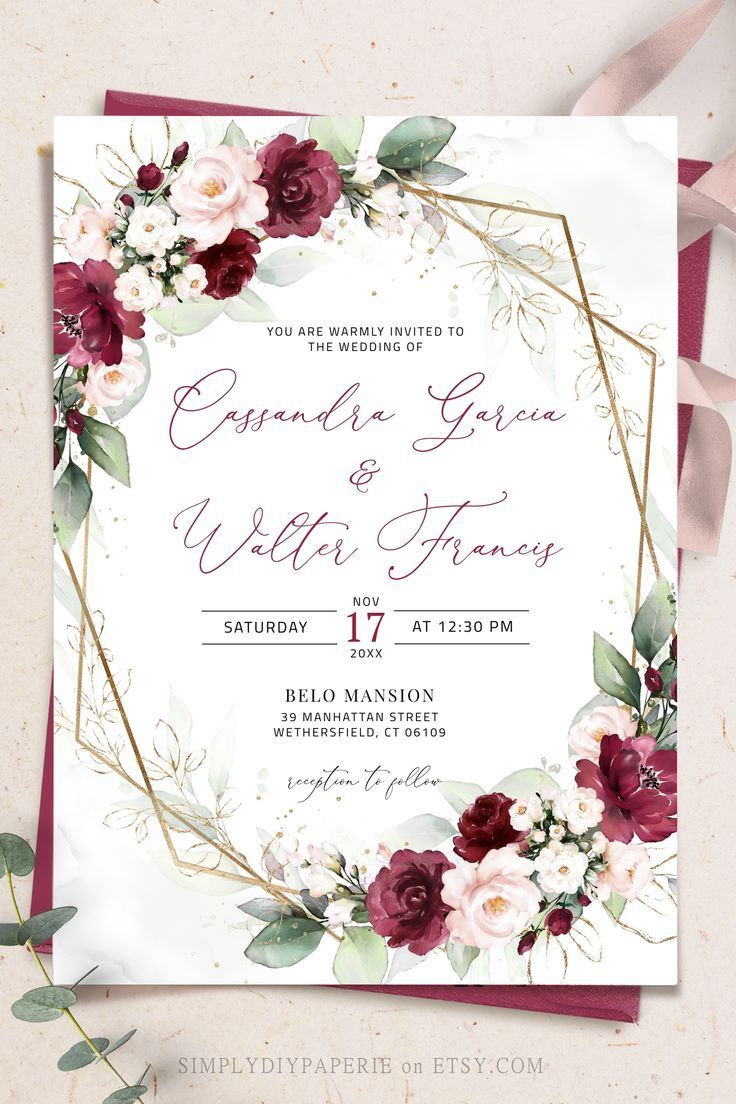 YOU ARE WARMLY INVITED TO
THE WEDDING OF
Cassandra Garcia
&
Walter Francis
NOV
SATURDAY 17 AT 12:30 PM
20XX
BELO MANSION
39 MANHATTAN STREET
WETHERSFIELD, CT 06109
reception to follow
SIMPLYDIYPAPERIE on ETSY.COM